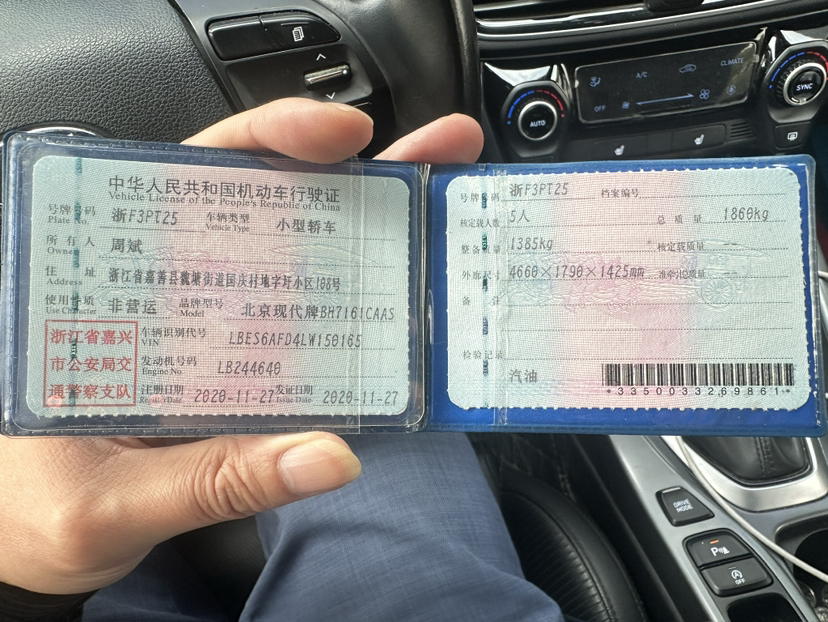 中华人民共和国机动车行驶证
Vehicle License of the People's Republic of China
号牌号码 浙F3PT25 车辆类型 小型轿车
Plate No. Vehicle Type
所有人 周斌
Owner
住址 浙江省嘉善县魏塘街道国庆村地字圩小区108号
Address
使用性质 非营运 品牌型号 北京现代牌BH7161CAAS
Use Character Model
浙江省嘉兴
市公安局交
通警察支队
车辆识别代号 LBES6AFD4LW150165
VIN
发动机号码 LB244640
Engine No.
注册日期 2020-11-27 发证日期 2020-11-27
Register Date Issue Date
号牌号码 浙F3PT25 档案编号
核定载人数 5人 总质量 1860kg
整备质量 1385kg 核定载质量
外廓尺寸 4660×1790×1425mm 准牵引总质量
备注
检验记录
汽油
*3350033269861*
CLIMATE
A/C
OFF
AUTO
SYNC
DRIVE
MODE
P
OFF